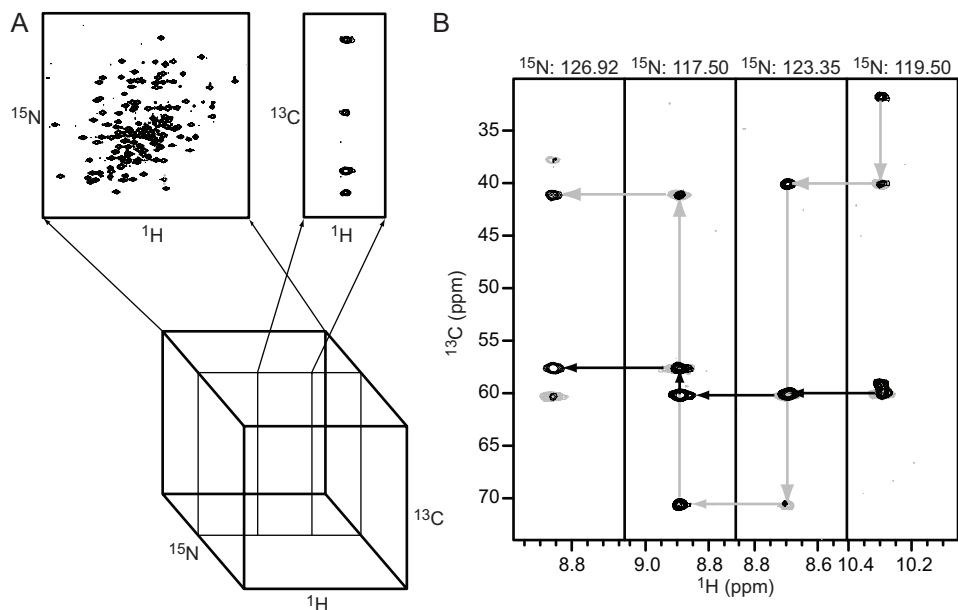 A
¹⁵N
¹H
¹³C
¹H
¹³C
¹⁵N
¹H
B
¹⁵N: 126.92
¹⁵N: 117.50
¹⁵N: 123.35
¹⁵N: 119.50
¹³C (ppm)
35
40
45
50
55
60
65
70
8.8
9.0
8.8
8.8
8.6
10.4
10.2
¹H (ppm)